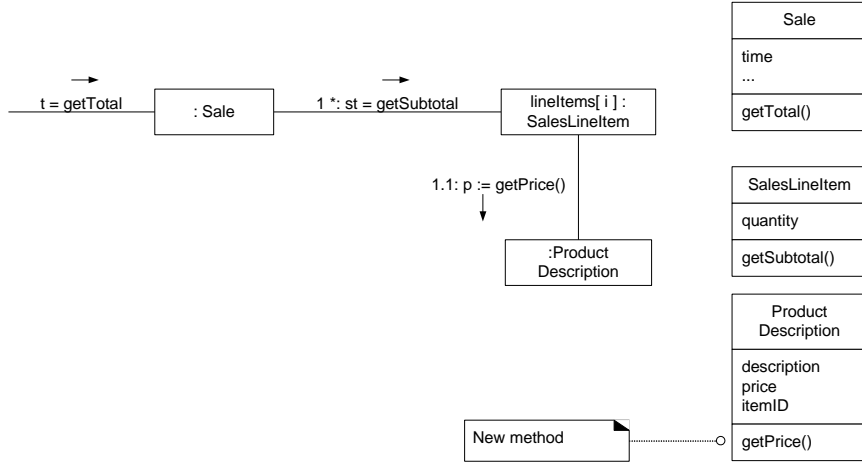 t = getTotal
: Sale
1 *: st = getSubtotal
lineItems[ i ] :
SalesLineItem
1.1: p := getPrice()
:Product
Description
Sale
time
...
getTotal()
SalesLineItem
quantity
getSubtotal()
Product
Description
description
price
itemID
getPrice()
New method